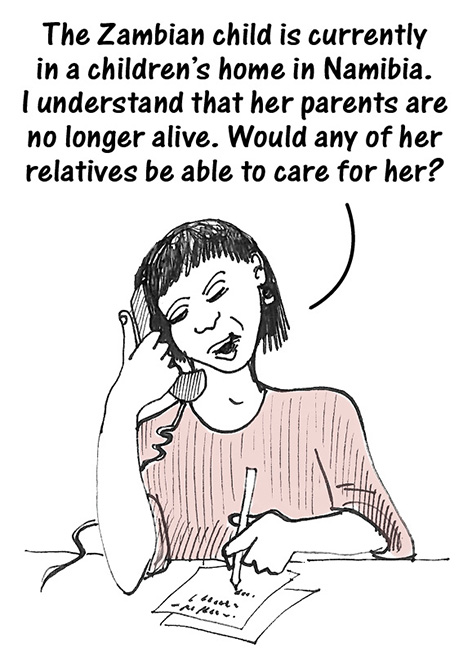 The Zambian child is currently
in a children's home in Namibia.
I understand that her parents are
no longer alive. Would any of her
relatives be able to care for her?